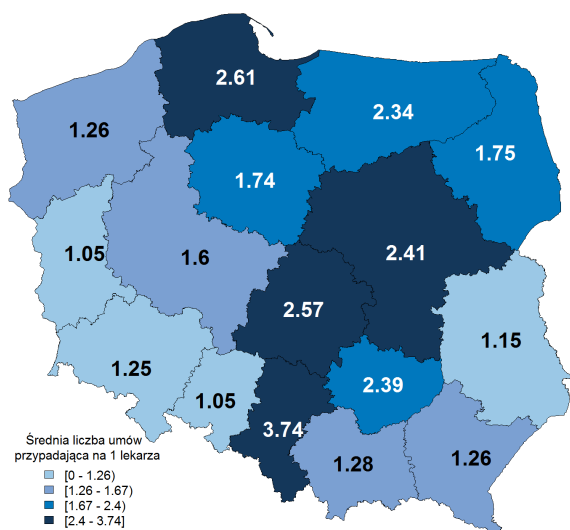 2.61
2.34
1.26
1.75
1.74
2.41
1.05
1.6
2.57
1.15
1.25
2.39
1.05
3.74
1.28
1.26
Średnia liczba umów
przypadająca na 1 lekarza
[0 - 1.26)
[1.26 - 1.67)
[1.67 - 2.4)
[2.4 - 3.74]